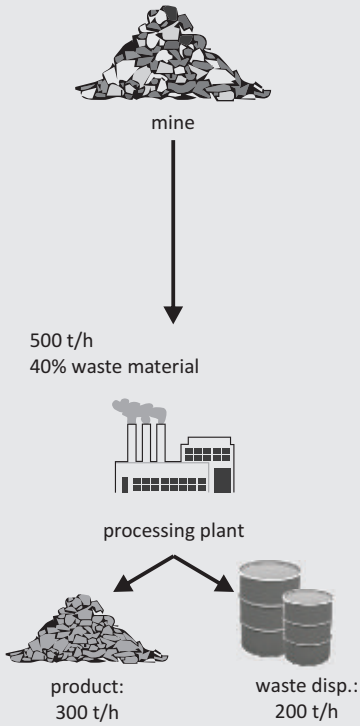 mine
500 t/h
40% waste material
processing plant
product:
300 t/h
waste disp.:
200 t/h